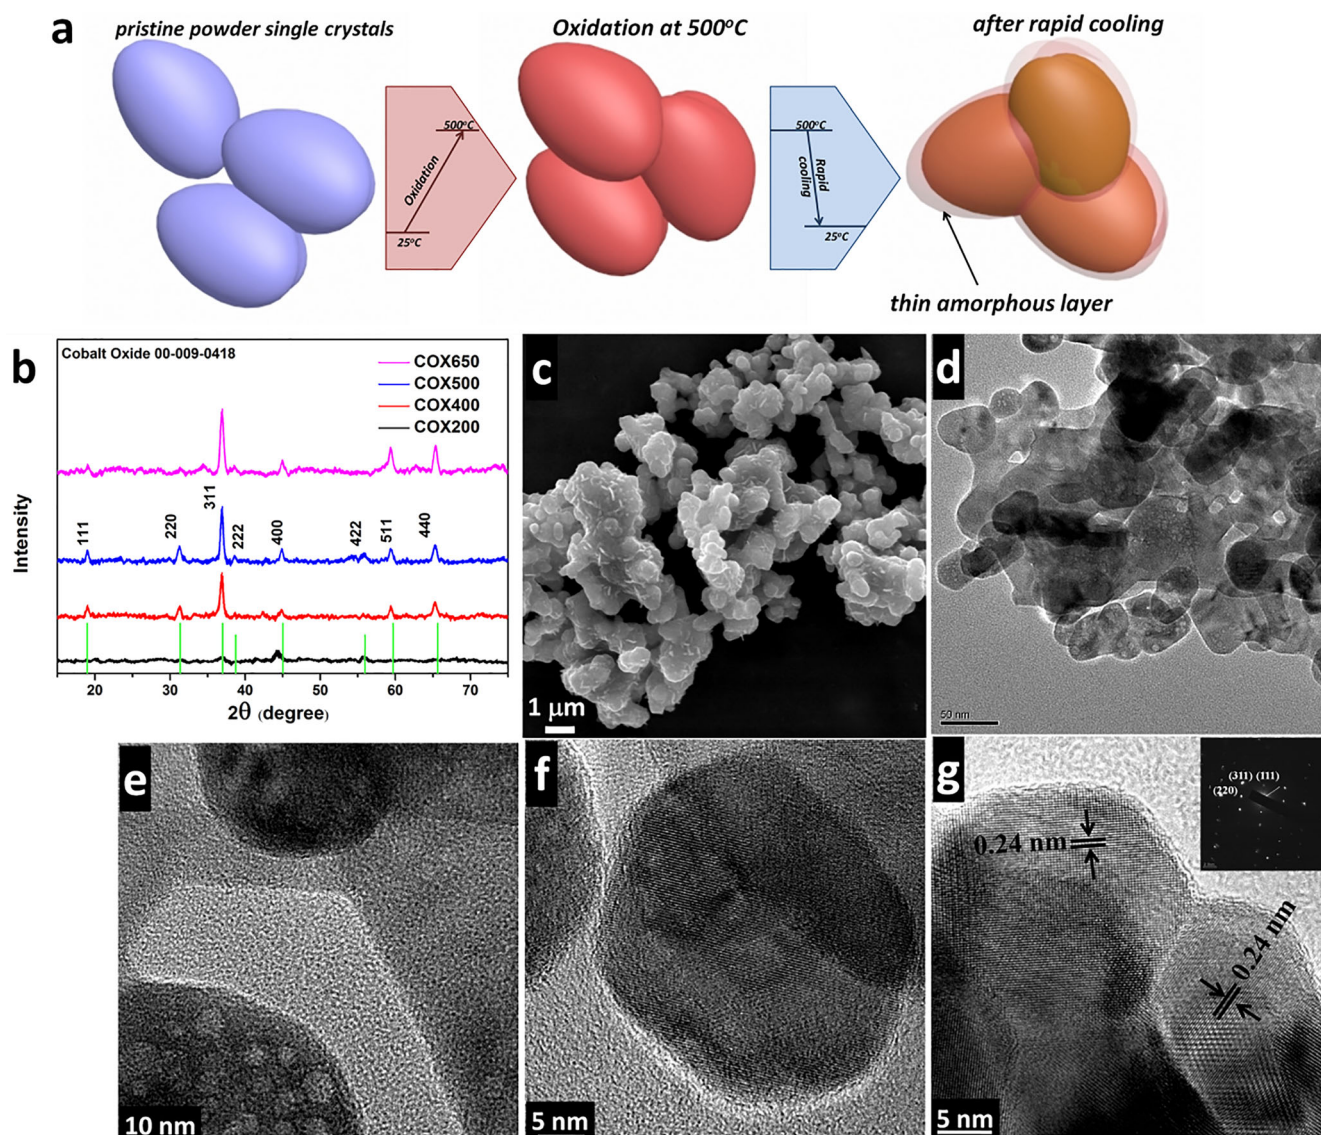 a
pristine powder single crystals
Oxidation at 500°C
after rapid cooling
500°C
Oxidation
25°C
500°C
Rapid
cooling
25°C
thin amorphous layer
b
Cobalt Oxide 00-009-0418
COX650
COX500
COX400
COX200
Intensity
111
220
311
222
400
422
511
440
20
30
40
50
60
70
2θ (degree)
c
1 μm
d
50 nm
e
10 nm
f
5 nm
g
(311) (111)
(220)
0.24 nm
0.24 nm
5 nm